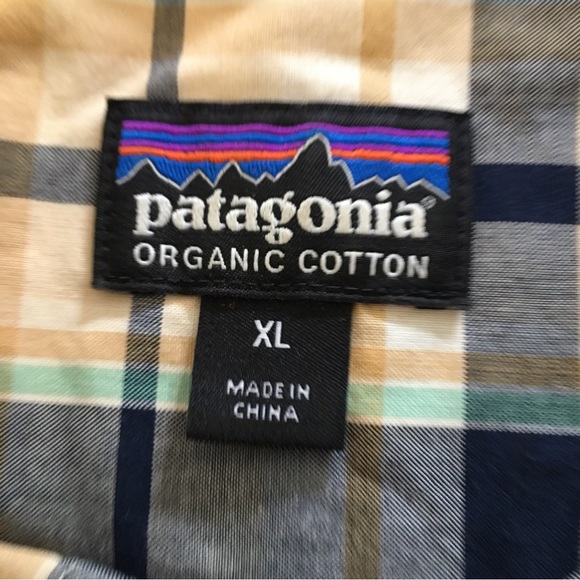 patagonia®
ORGANIC COTTON
XL
MADE IN
CHINA